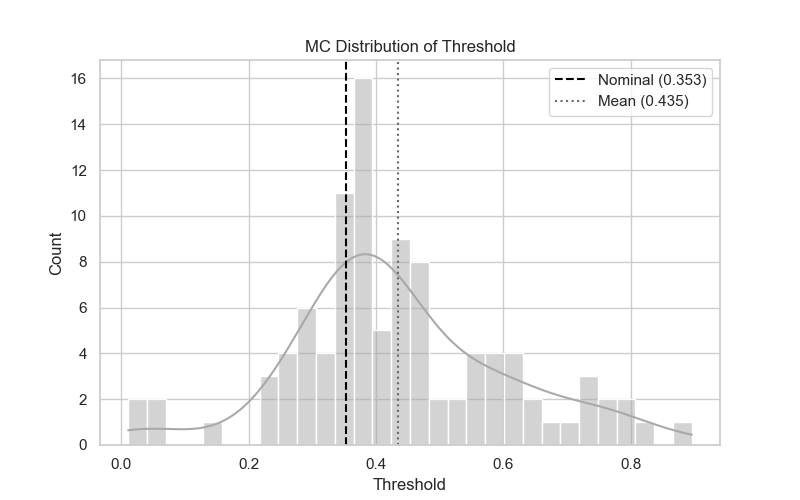 MC Distribution of Threshold
Nominal (0.353)
Mean (0.435)
Count
16
14
12
10
8
6
4
2
0
0.0 0.2 0.4 0.6 0.8
Threshold